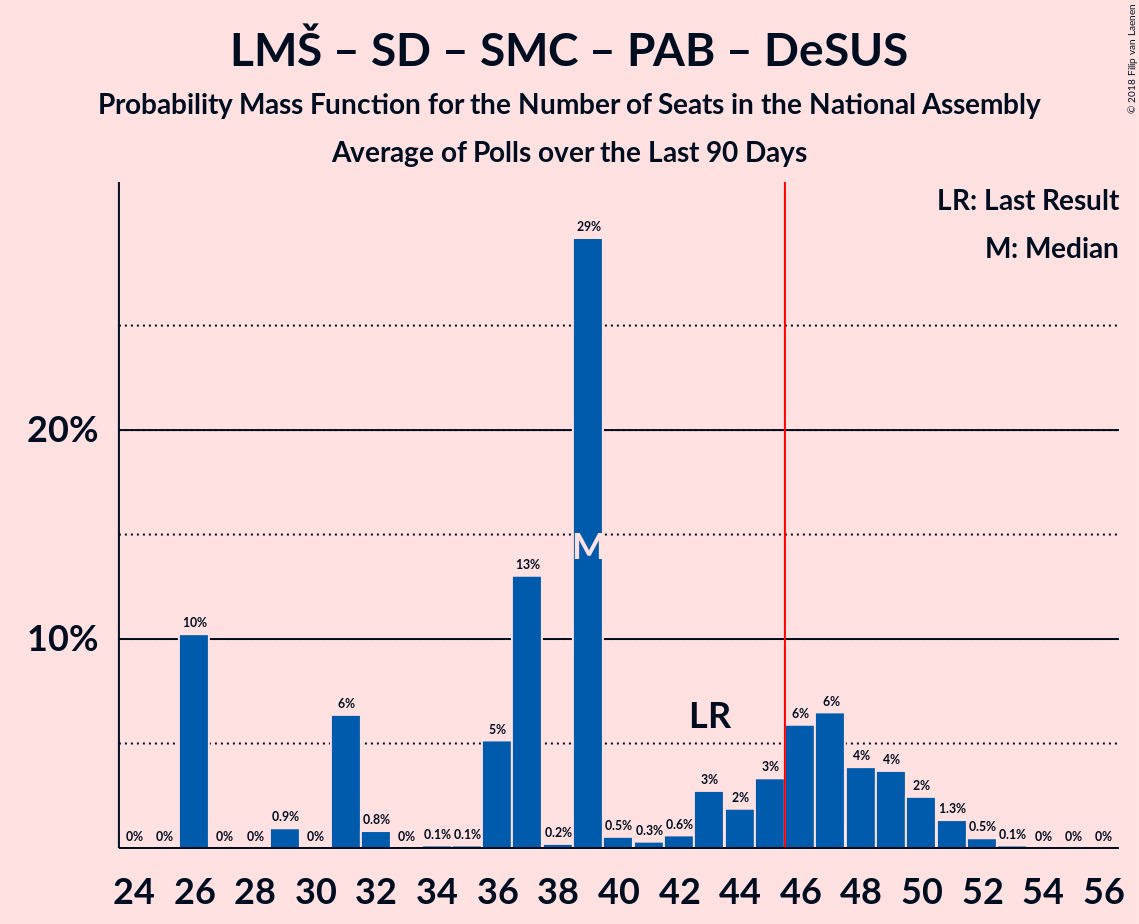 LMŠ – SD – SMC – PAB – DeSUS
Probability Mass Function for the Number of Seats in the National Assembly
Average of Polls over the Last 90 Days
© 2018 Filip van Laenen
LR: Last Result
M: Median
20%
10%
0% 0% 10% 0% 0% 0.9% 0% 6% 0.8% 0% 0.1% 0.1% 5% 13% 0.2% 29% 0.5% 0.3% 0.6% 3% 2% 3% 6% 6% 4% 4% 2% 1.3% 0.5% 0.1% 0% 0% 0%
M
LR
24 26 28 30 32 34 36 38 40 42 44 46 48 50 52 54 56